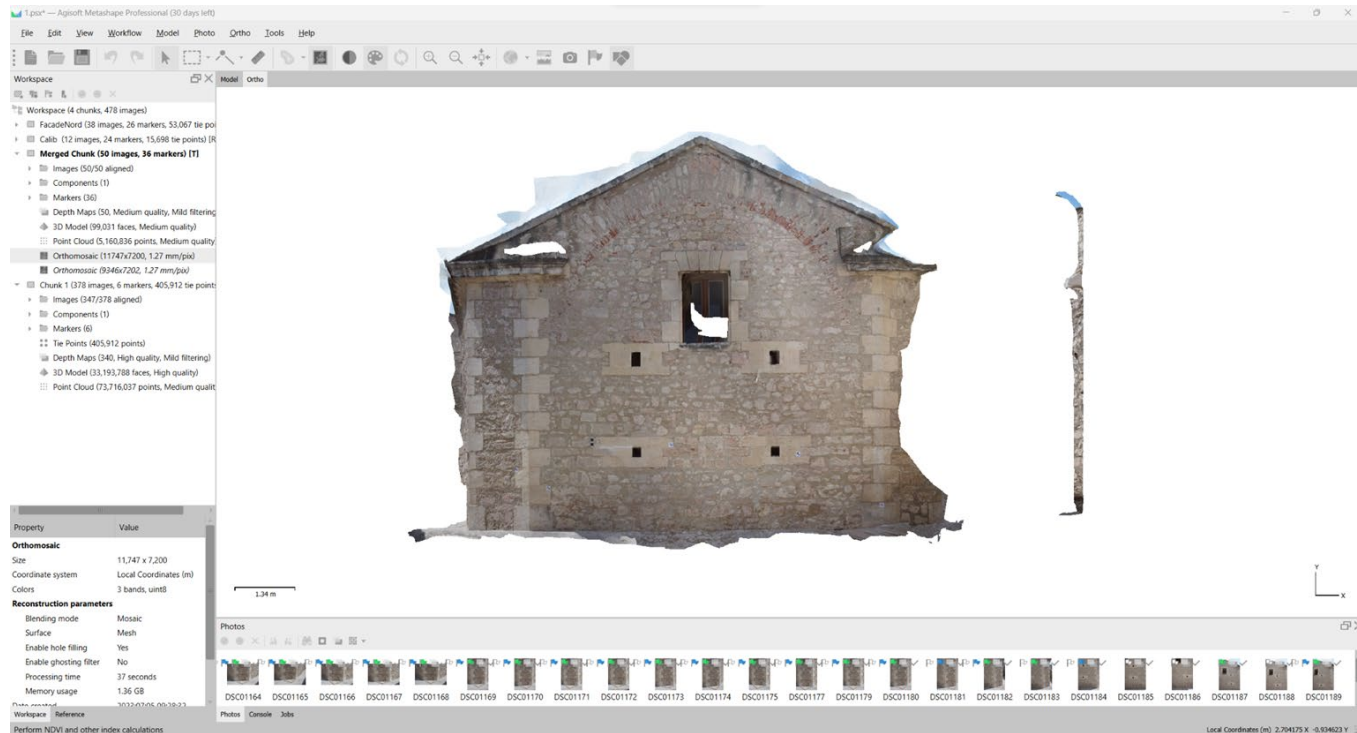 1.psx* — Agisoft Metashape Professional (30 days left)
File Edit View Workflow Model Photo Ortho Tools Help
Workspace
Model Ortho
Workspace (4 chunks, 478 images)
FacadeNord (38 images, 26 markers, 53,067 tie poi
Calib (12 images, 24 markers, 15,698 tie points) [R
Merged Chunk (50 images, 36 markers) [T]
Images (50/50 aligned)
Components (1)
Markers (36)
Depth Maps (50, Medium quality, Mild filtering
3D Model (99,031 faces, Medium quality)
Point Cloud (5,160,836 points, Medium quality
Orthomosaic (11747x7200, 1.27 mm/pix)
Orthomosaic (9346x7202, 1.27 mm/pix)
Chunk 1 (378 images, 6 markers, 405,912 tie points
Images (347/378 aligned)
Components (1)
Markers (6)
Tie Points (405,912 points)
Depth Maps (340, High quality, Mild filtering)
3D Model (33,193,788 faces, High quality)
Point Cloud (73,716,037 points, Medium qualit
Property Value
Orthomosaic
Size 11,747 x 7,200
Coordinate system Local Coordinates (m)
Colors 3 bands, uint8
Reconstruction parameters
Blending mode Mosaic
Surface Mesh
Enable hole filling Yes
Enable ghosting filter No
Processing time 37 seconds
Memory usage 1.36 GB
1.34 m
Y
X
Photos
DSC01164 DSC01165 DSC01166 DSC01167 DSC01168 DSC01169 DSC01170 DSC01171 DSC01172 DSC01173 DSC01174 DSC01175 DSC01177 DSC01179 DSC01180 DSC01181 DSC01182 DSC01183 DSC01184 DSC01185 DSC01186 DSC01187 DSC01188 DSC01189
Workspace Reference
Photos Console Jobs
Perform NDVI and other index calculations
Local Coordinates (m) 2.704175 X -0.934623 Y